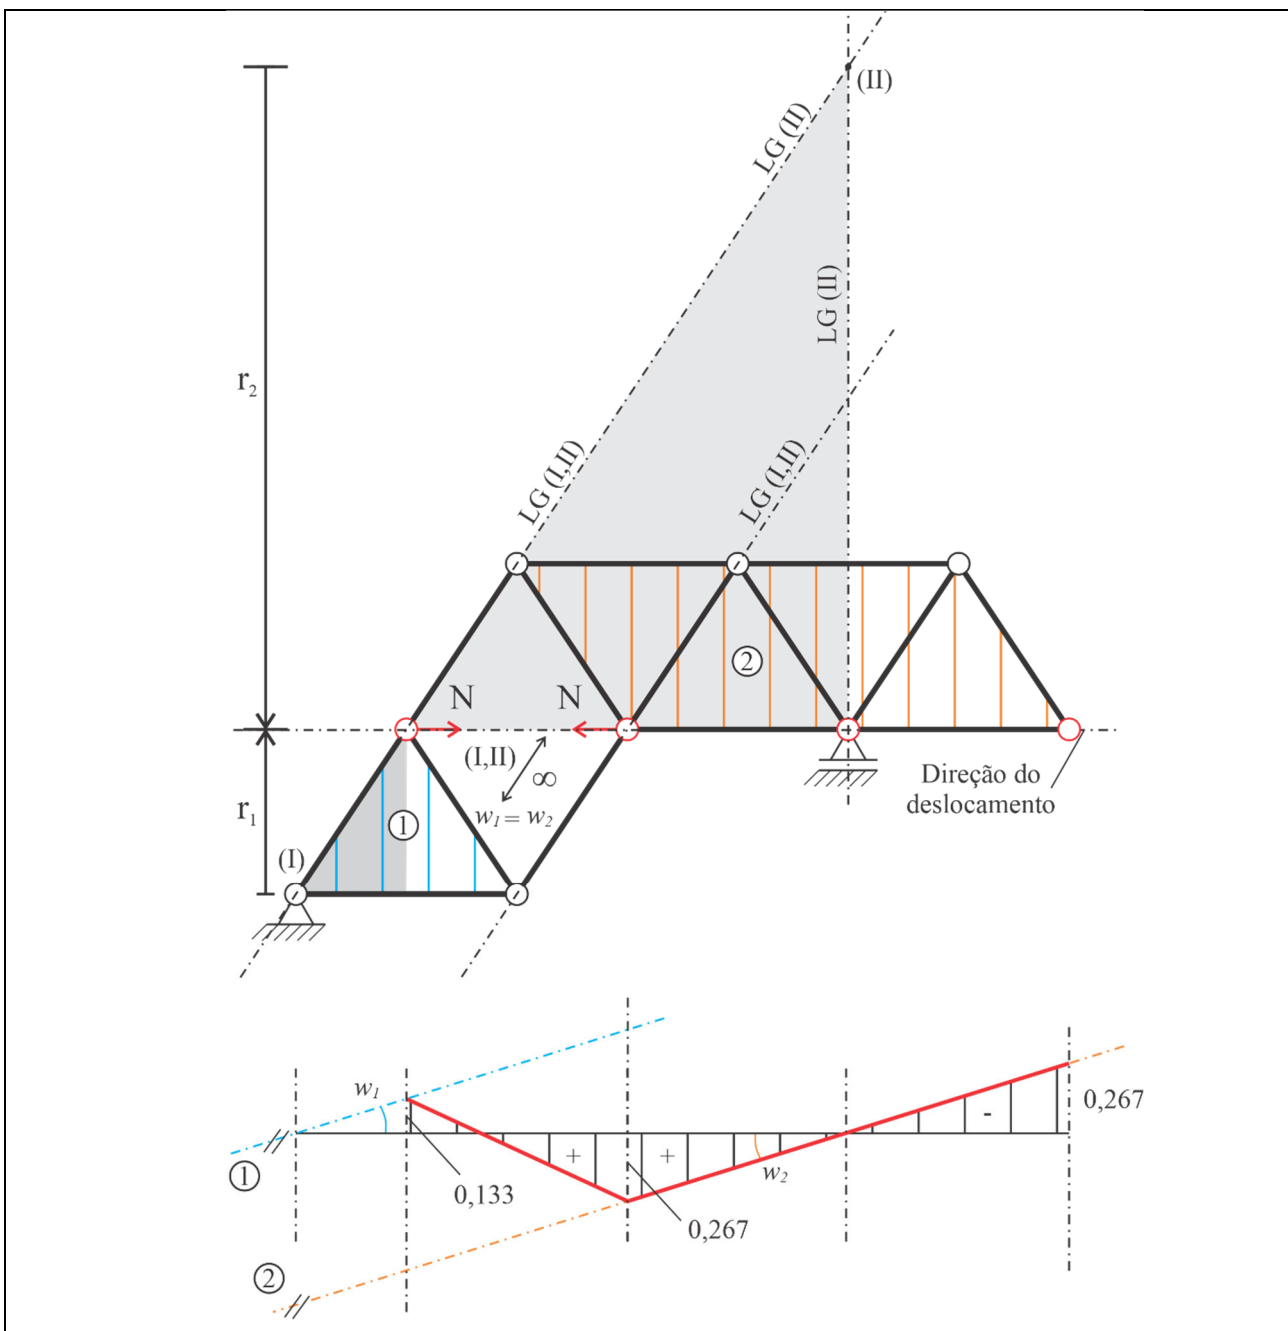 (II)
LG (II)
LG (II)
r₂
LG (I,II)
LG (I,II)
2
N
N
(I,II)
∞
w₁ = w₂
Direção do
deslocamento
r₁
1
(I)
w₁
1
+
+
-
0,267
w₂
0,133
0,267
2